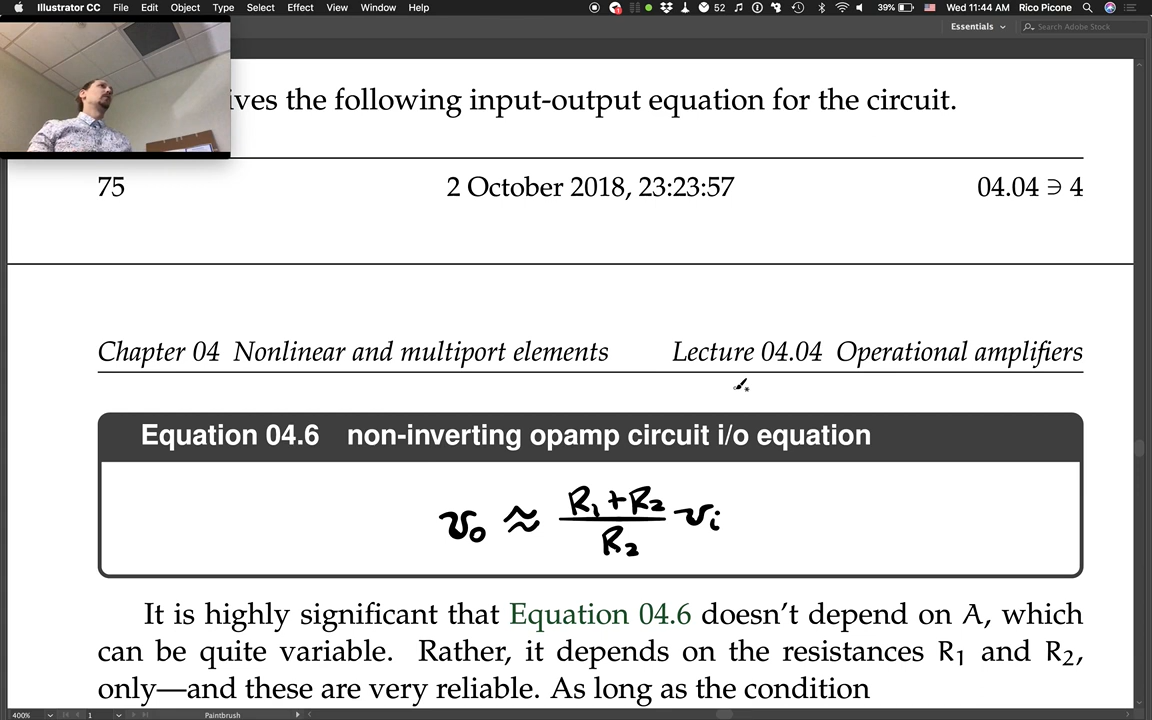 Illustrator CC File Edit Object Type Select Effect View Window Help 52 39% Wed 11:44 AM Rico Picone
Essentials Search Adobe Stock
ives the following input-output equation for the circuit.
75 2 October 2018, 23:23:57 04.04 ∋ 4
Chapter 04 Nonlinear and multiport elements Lecture 04.04 Operational amplifiers
Equation 04.6 non-inverting opamp circuit i/o equation
v₀ ≈ (R₁ + R₂)/R₂ vᵢ
It is highly significant that Equation 04.6 doesn't depend on A, which
can be quite variable. Rather, it depends on the resistances R₁ and R₂,
only—and these are very reliable. As long as the condition
400% 1 Paintbrush